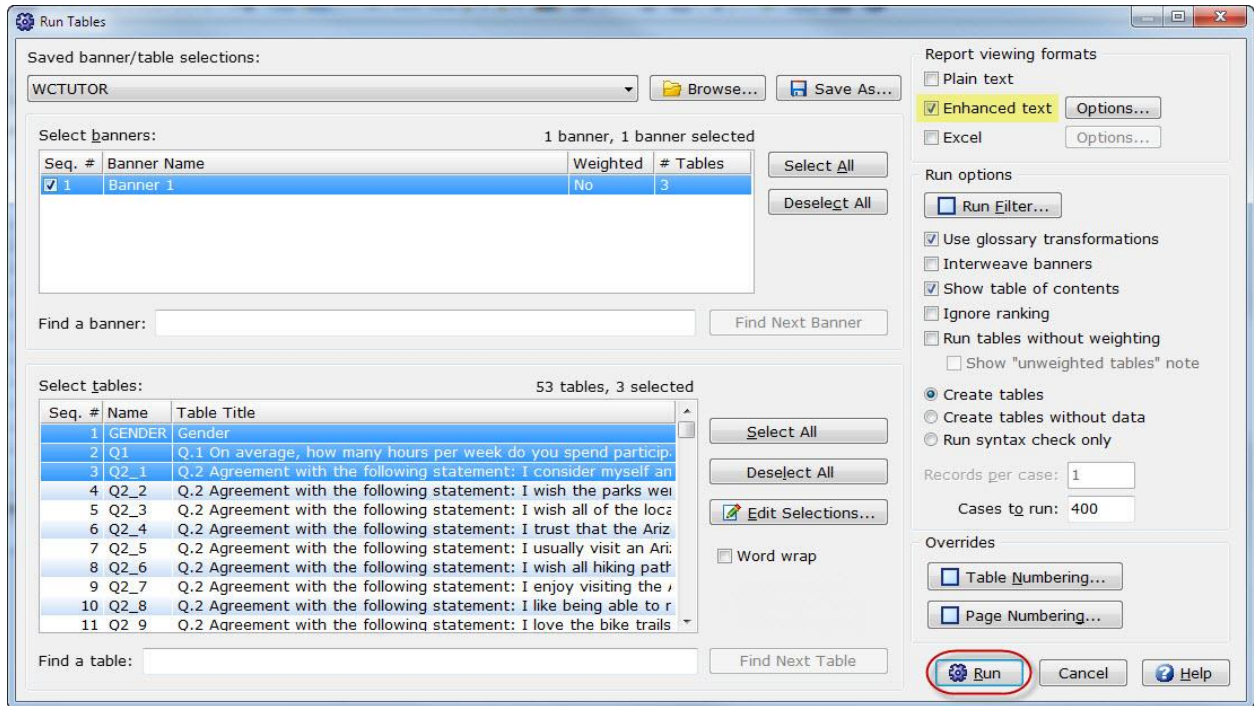 Run Tables
Saved banner/table selections:
WCTUTOR
Browse...
Save As...
Select banners:
1 banner, 1 banner selected
Seq. # Banner Name Weighted # Tables
1 Banner 1 No 3
Select All
Deselect All
Find a banner:
Find Next Banner
Select tables:
53 tables, 3 selected
Seq. # Name Table Title
1 GENDER Gender
2 Q1 Q.1 On average, how many hours per week do you spend particip
3 Q2_1 Q.2 Agreement with the following statement: I consider myself an
4 Q2_2 Q.2 Agreement with the following statement: I wish the parks wer
5 Q2_3 Q.2 Agreement with the following statement: I wish all of the loca
6 Q2_4 Q.2 Agreement with the following statement: I trust that the Ariz
7 Q2_5 Q.2 Agreement with the following statement: I usually visit an Ari
8 Q2_6 Q.2 Agreement with the following statement: I wish all hiking path
9 Q2_7 Q.2 Agreement with the following statement: I enjoy visiting the
10 Q2_8 Q.2 Agreement with the following statement: I like being able to r
11 Q2_9 Q.2 Agreement with the following statement: I love the bike trails
Select All
Deselect All
Edit Selections...
Word wrap
Find a table:
Find Next Table
Report viewing formats
Plain text
Enhanced text Options...
Excel Options...
Run options
Run Filter...
Use glossary transformations
Interweave banners
Show table of contents
Ignore ranking
Run tables without weighting
Show "unweighted tables" note
Create tables
Create tables without data
Run syntax check only
Records per case: 1
Cases to run: 400
Overrides
Table Numbering...
Page Numbering...
Run
Cancel
Help